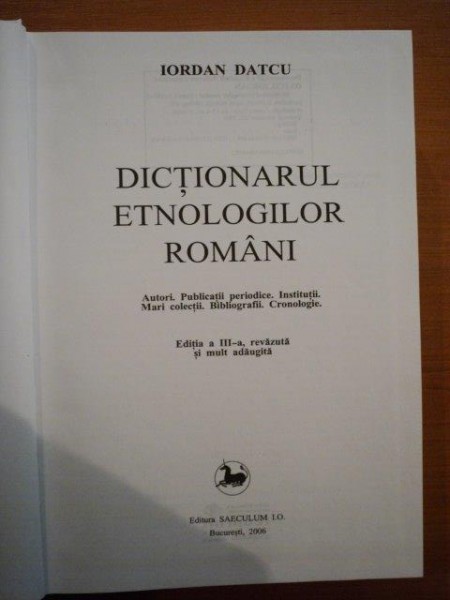 IORDAN DATCU
DICȚIONARUL
ETNOLOGILOR
ROMÂNI
Autori. Publicații periodice. Instituții.
Mari colecții. Bibliografii. Cronologie.
Ediția a III-a, revăzută
și mult adăugită
Editura SAECULUM I.O.
București, 2006